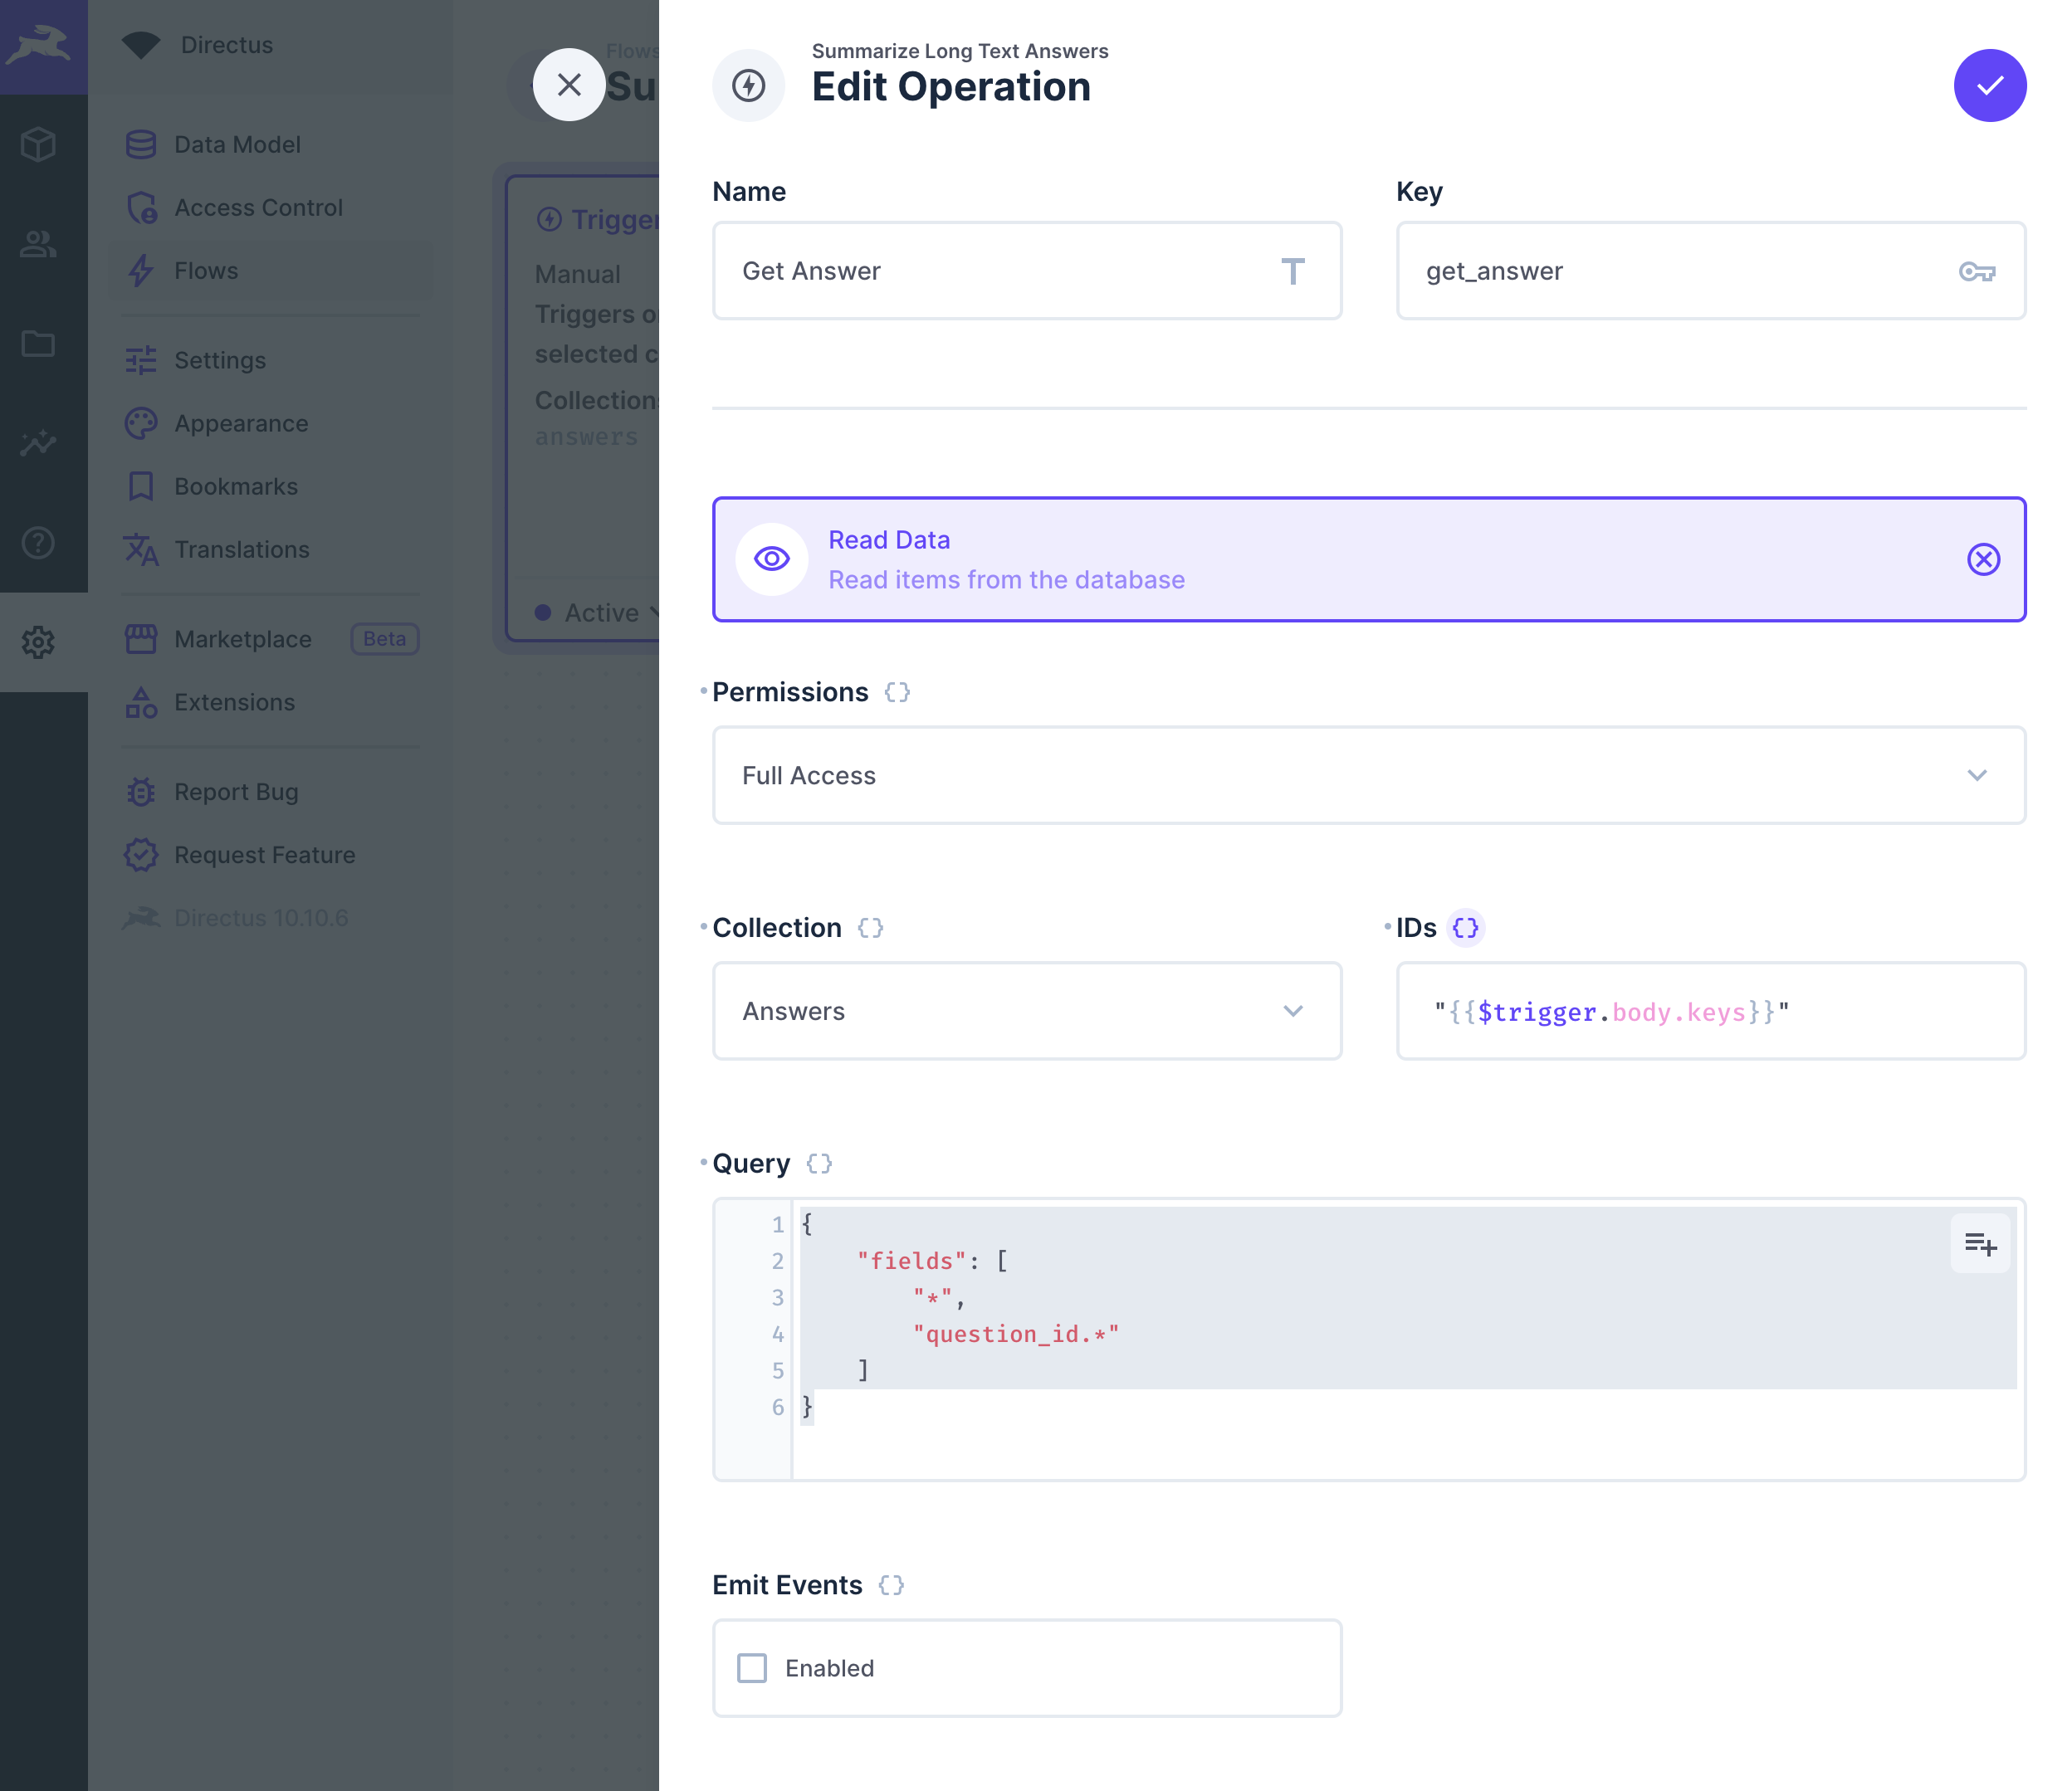 Directus
Data Model
Access Control
Flows
Settings
Appearance
Bookmarks
Translations
Marketplace
Beta
Extensions
Report Bug
Request Feature
Directus 10.10.6
Flows
Su
Trigger
Manual
Triggers o
selected c
Collections
answers
Active
Summarize Long Text Answers
Edit Operation
Name
Key
Get Answer
get_answer
Read Data
Read items from the database
Permissions {}
Full Access
Collection {}
IDs {}
Answers
"{{$trigger.body.keys}}"
Query {}
1 {
2 "fields": [
3 "*",
4 "question_id.*"
5 ]
6 }
Emit Events {}
Enabled